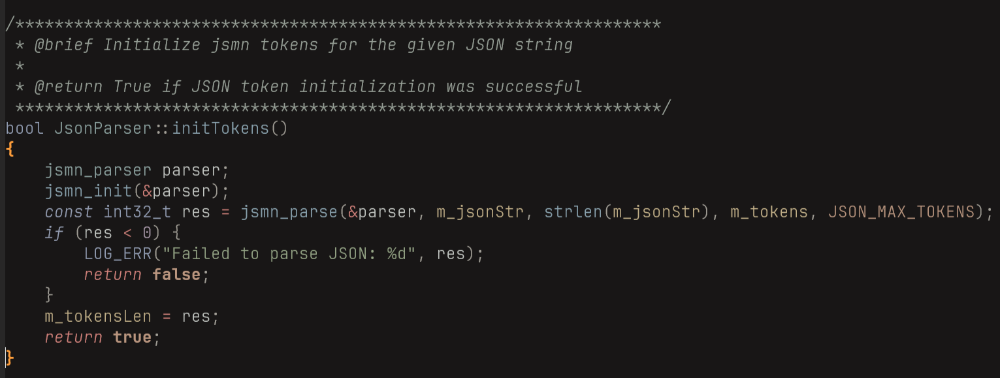 /******************************************************************
 * @brief Initialize jsmn tokens for the given JSON string
 *
 * @return True if JSON token initialization was successful
 ******************************************************************/
bool JsonParser::initTokens()
{
    jsmn_parser parser;
    jsmn_init(&parser);
    const int32_t res = jsmn_parse(&parser, m_jsonStr, strlen(m_jsonStr), m_tokens, JSON_MAX_TOKENS);
    if (res < 0) {
        LOG_ERR("Failed to parse JSON: %d", res);
        return false;
    }
    m_tokensLen = res;
    return true;
}